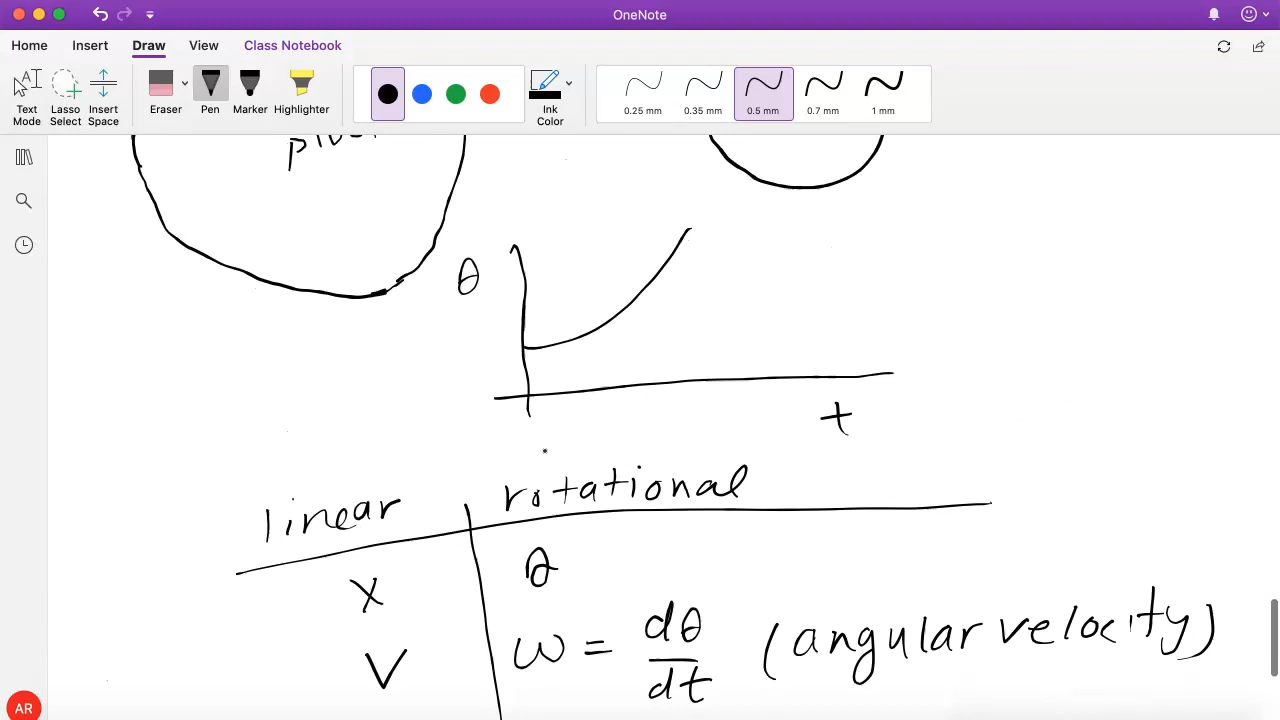 OneNote
Home Insert Draw View Class Notebook
Text Mode Lasso Select Insert Space Eraser Pen Marker Highlighter Ink Color 0.25 mm 0.35 mm 0.5 mm 0.7 mm 1 mm
θ
t
linear rotational
x θ
v ω = dθ/dt (angular velocity)
AR